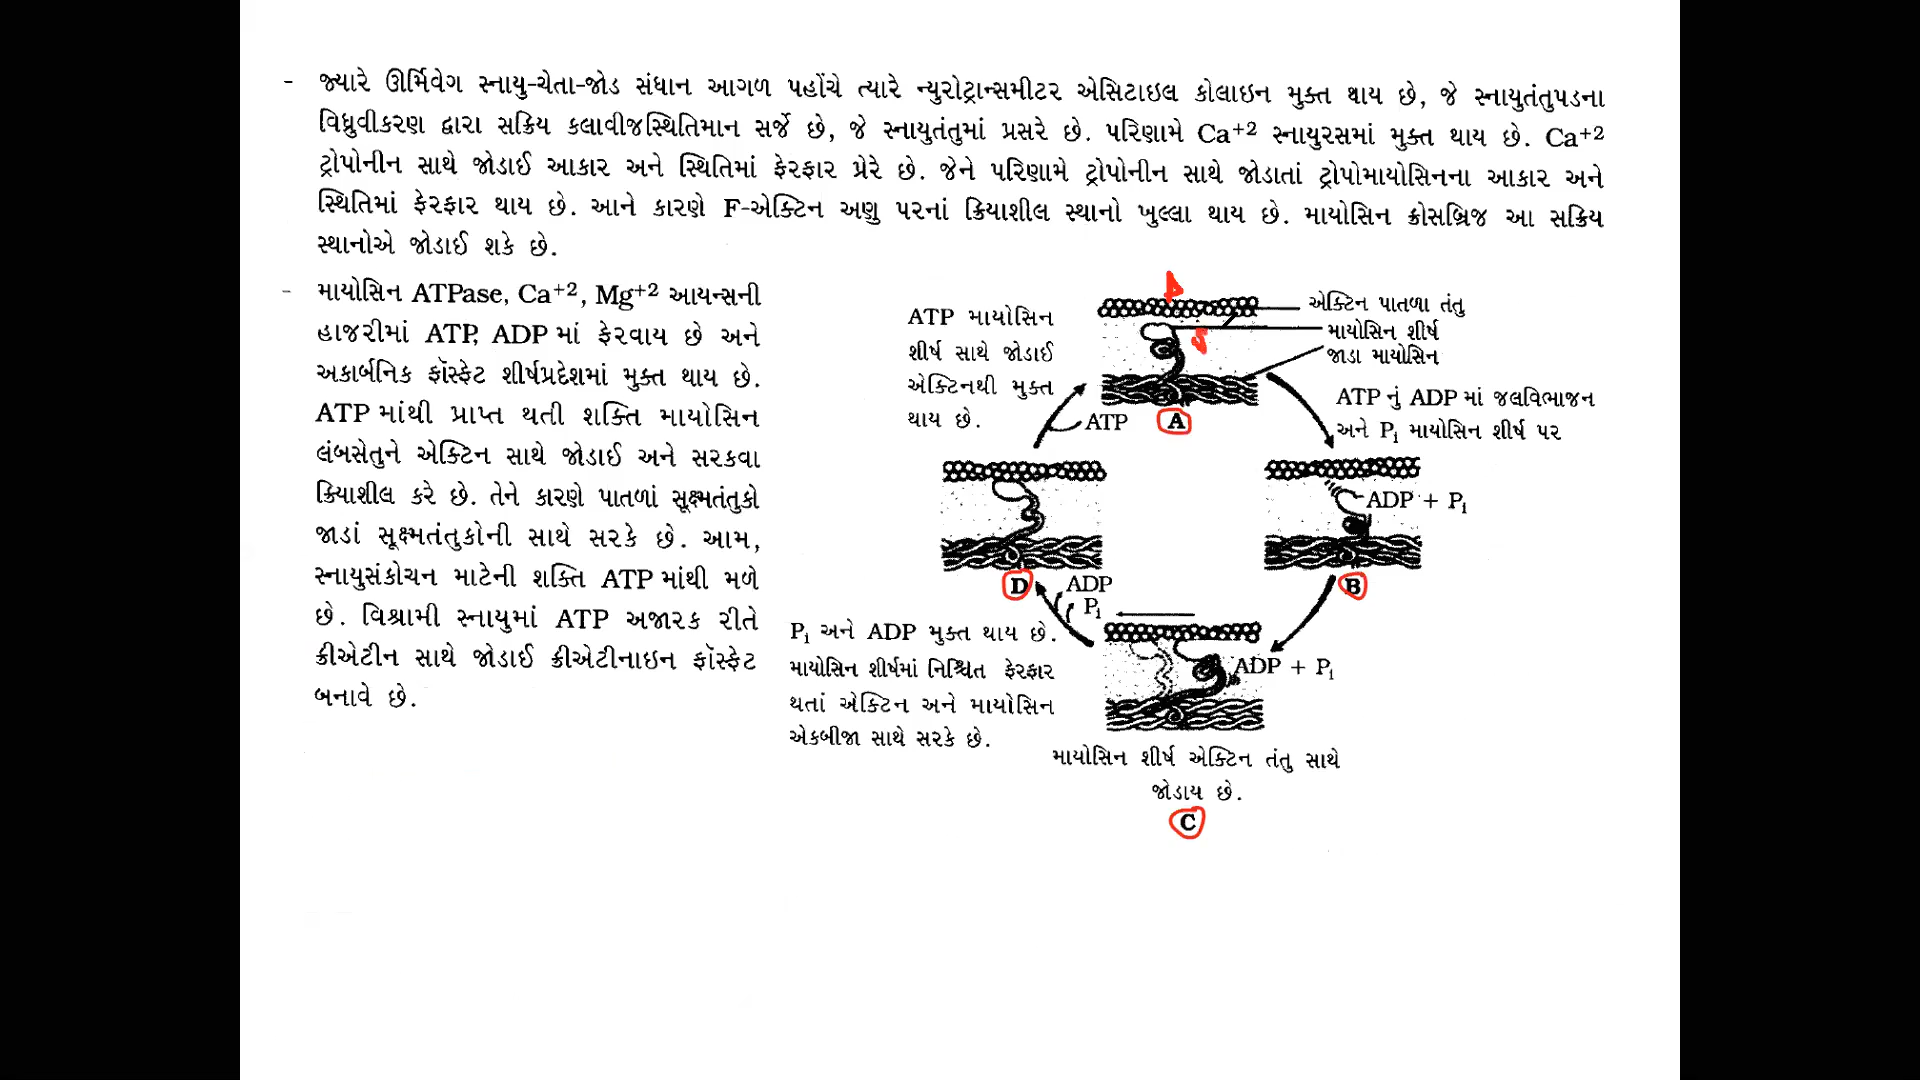 - જ્યારે ઊર્મિવેગ સ્નાયુ-ચેતા-જોડ સંધાન આગળ પહોંચે ત્યારે ન્યુરોટ્રાન્સમીટર એસિટાઇલ કોલાઇન મુક્ત થાય છે, જે સ્નાયુતંતુપડના
વિધ્રુવીકરણ દ્વારા સક્રિય કલાવીજસ્થિતિમાન સર્જે છે, જે સ્નાયુતંતુમાં પ્રસરે છે. પરિણામે Ca+2 સ્નાયુરસમાં મુક્ત થાય છે. Ca+2
ટ્રોપોનીન સાથે જોડાઈ આકાર અને સ્થિતિમાં ફેરફાર પ્રેરે છે. જેને પરિણામે ટ્રોપોનીન સાથે જોડાતાં ટ્રોપોમાયોસિનના આકાર અને
સ્થિતિમાં ફેરફાર થાય છે. આને કારણે F-એક્ટિન અણુ પરનાં ક્રિયાશીલ સ્થાનો ખુલ્લા થાય છે. માયોસિન ક્રોસબ્રિજ આ સક્રિય
સ્થાનોએ જોડાઈ શકે છે.
- માયોસિન ATPase, Ca+2, Mg+2 આયન્સની
હાજરીમાં ATP, ADP માં ફેરવાય છે અને
અકાર્બનિક ફૉસ્ફેટ શીર્ષપ્રદેશમાં મુક્ત થાય છે.
ATP માંથી પ્રાપ્ત થતી શક્તિ માયોસિન
લંબસેતુને એક્ટિન સાથે જોડાઈ અને સરકવા
ક્રિયાશીલ કરે છે. તેને કારણે પાતળાં સૂક્ષ્મતંતુકો
જાડાં સૂક્ષ્મતંતુકોની સાથે સરકે છે. આમ,
સ્નાયુસંકોચન માટેની શક્તિ ATP માંથી મળે
છે. વિશ્રામી સ્નાયુમાં ATP અજારક રીતે
ક્રીએટીન સાથે જોડાઈ ક્રીએટીનાઇન ફૉસ્ફેટ
બનાવે છે.
ATP માયોસિન
શીર્ષ સાથે જોડાઈ
એક્ટિનથી મુક્ત
થાય છે.
એક્ટિન પાતળા તંતુ
માયોસિન શીર્ષ
જાડા માયોસિન
ATP
A
ATP નું ADP માં જલવિભાજન
અને Pi માયોસિન શીર્ષ પર
ADP + Pi
D
B
ADP
Pi
Pi અને ADP મુક્ત થાય છે.
માયોસિન શીર્ષમાં નિશ્ચિત ફેરફાર
થતાં એક્ટિન અને માયોસિન
એકબીજા સાથે સરકે છે.
ADP + Pi
માયોસિન શીર્ષ એક્ટિન તંતુ સાથે
જોડાય છે.
C